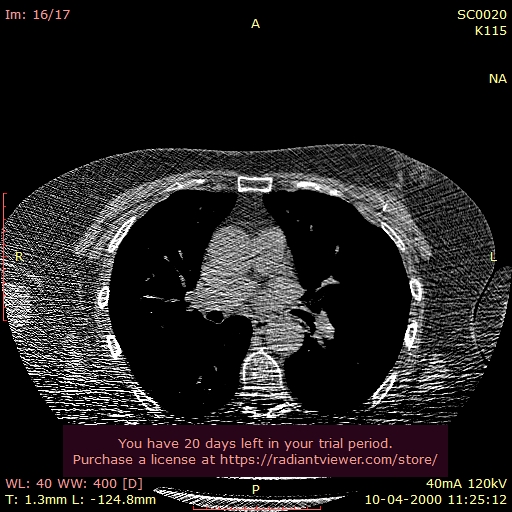 Im: 16/17
A
SC0020
K115
NA
R
L
You have 20 days left in your trial period.
Purchase a license at https://radiantviewer.com/store/
WL: 40 WW: 400 [D]
T: 1.3mm L: -124.8mm
P
40mA 120kV
10-04-2000 11:25:12